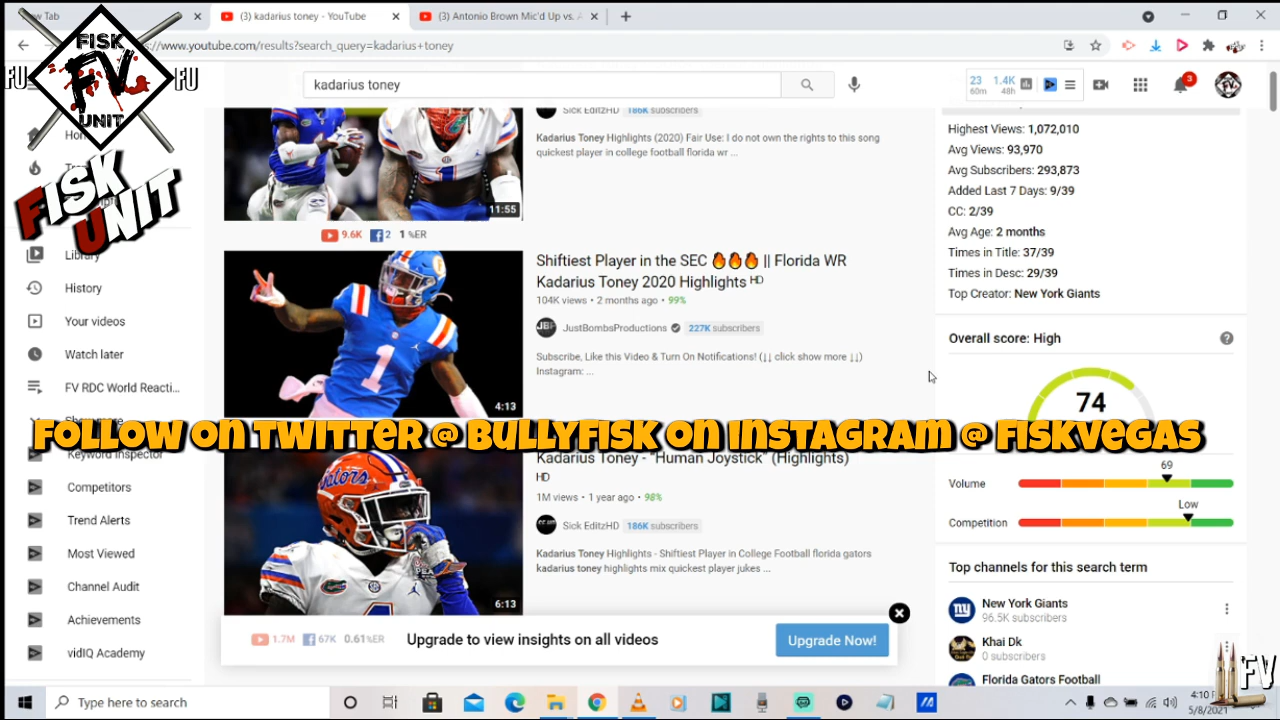 (3) kadarius toney - YouTube
(3) Antonio Brown Mic'd Up vs.
www.youtube.com/results?search_query=kadarius+toney
FISK
FV
UNIT
FU
FU
FISK
UNIT
kadarius toney
23
60m
1.4K
48h
3
Library
History
Your videos
Watch later
FV RDC World Reacti...
Keyword Inspector
Competitors
Trend Alerts
Most Viewed
Channel Audit
Achievements
vidIQ Academy
11:55
9.6K
2
1 %ER
Sick EditzHD 186K subscribers
Kadarius Toney Highlights (2020) Fair Use: I do not own the rights to this song
quickest player in college football florida wr ...
4:13
Shiftiest Player in the SEC 🔥🔥🔥 || Florida WR
Kadarius Toney 2020 Highlights HD
104K views • 2 months ago • 99%
JBP JustBombsProductions 227K subscribers
Subscribe, Like this Video & Turn On Notifications! (↓↓ click show more ↓↓)
Instagram: ...
FOLLOW ON TWITTER @ BULLYFISK ON INSTAGRAM @ FISKVEGAS
6:13
Kadarius Toney - "Human Joystick" (Highlights)
HD
1M views • 1 year ago • 98%
Sick EditzHD 186K subscribers
Kadarius Toney Highlights - Shiftiest Player in College Football florida gators
kadarius toney highlights mix quickest player jukes ...
1.7M 67K 0.61%ER
Upgrade to view insights on all videos
Upgrade Now!
Highest Views: 1,072,010
Avg Views: 93,970
Avg Subscribers: 293,873
Added Last 7 Days: 9/39
CC: 2/39
Avg Age: 2 months
Times in Title: 37/39
Times in Desc: 29/39
Top Creator: New York Giants
Overall score: High
74
69
Volume
Low
Competition
Top channels for this search term
New York Giants
96.5K subscribers
Khai Dk
0 subscribers
Florida Gators Football
FV
Type here to search
4:10
5/8/2021